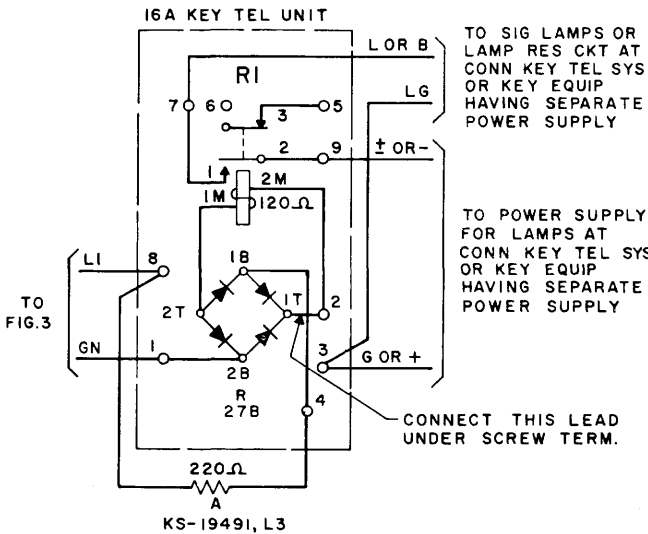 16A KEY TEL UNIT
L OR B
TO SIG LAMPS OR
LAMP RES CKT AT
CONN KEY TEL SYS
OR KEY EQUIP
HAVING SEPARATE
POWER SUPPLY
LG
R1
7
6
5
3
2
9
± OR -
1
2M
1M
120Ω
TO POWER SUPPLY
FOR LAMPS AT
CONN KEY TEL SYS
OR KEY EQUIP
HAVING SEPARATE
POWER SUPPLY
L1
8
1B
TO
FIG.3
2T
1T
2
GN
1
2B
3
G OR +
R
27B
4
CONNECT THIS LEAD
UNDER SCREW TERM.
220Ω
A
KS-19491, L3